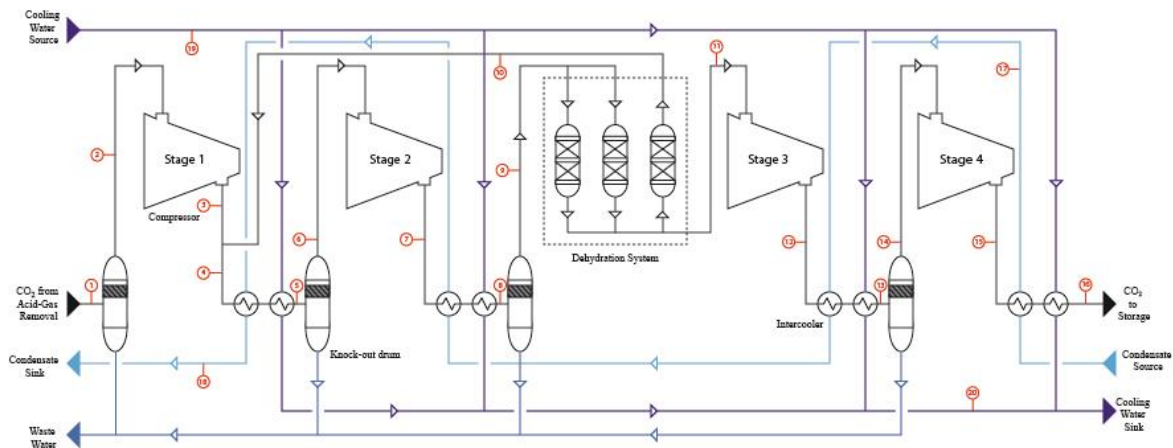 Cooling
Water
Source
19
10
11
17
2
Stage 1
Stage 2
9
Stage 3
Stage 4
3
Compressor
6
7
12
14
15
Dehydration System
4
CO₂ from
Acid-Gas
Removal
1
5
8
13
16
CO₂
to
Storage
Intercooler
Knock-out drum
Condensate
Sink
18
Condensate
Source
20
Cooling
Water
Sink
Waste
Water